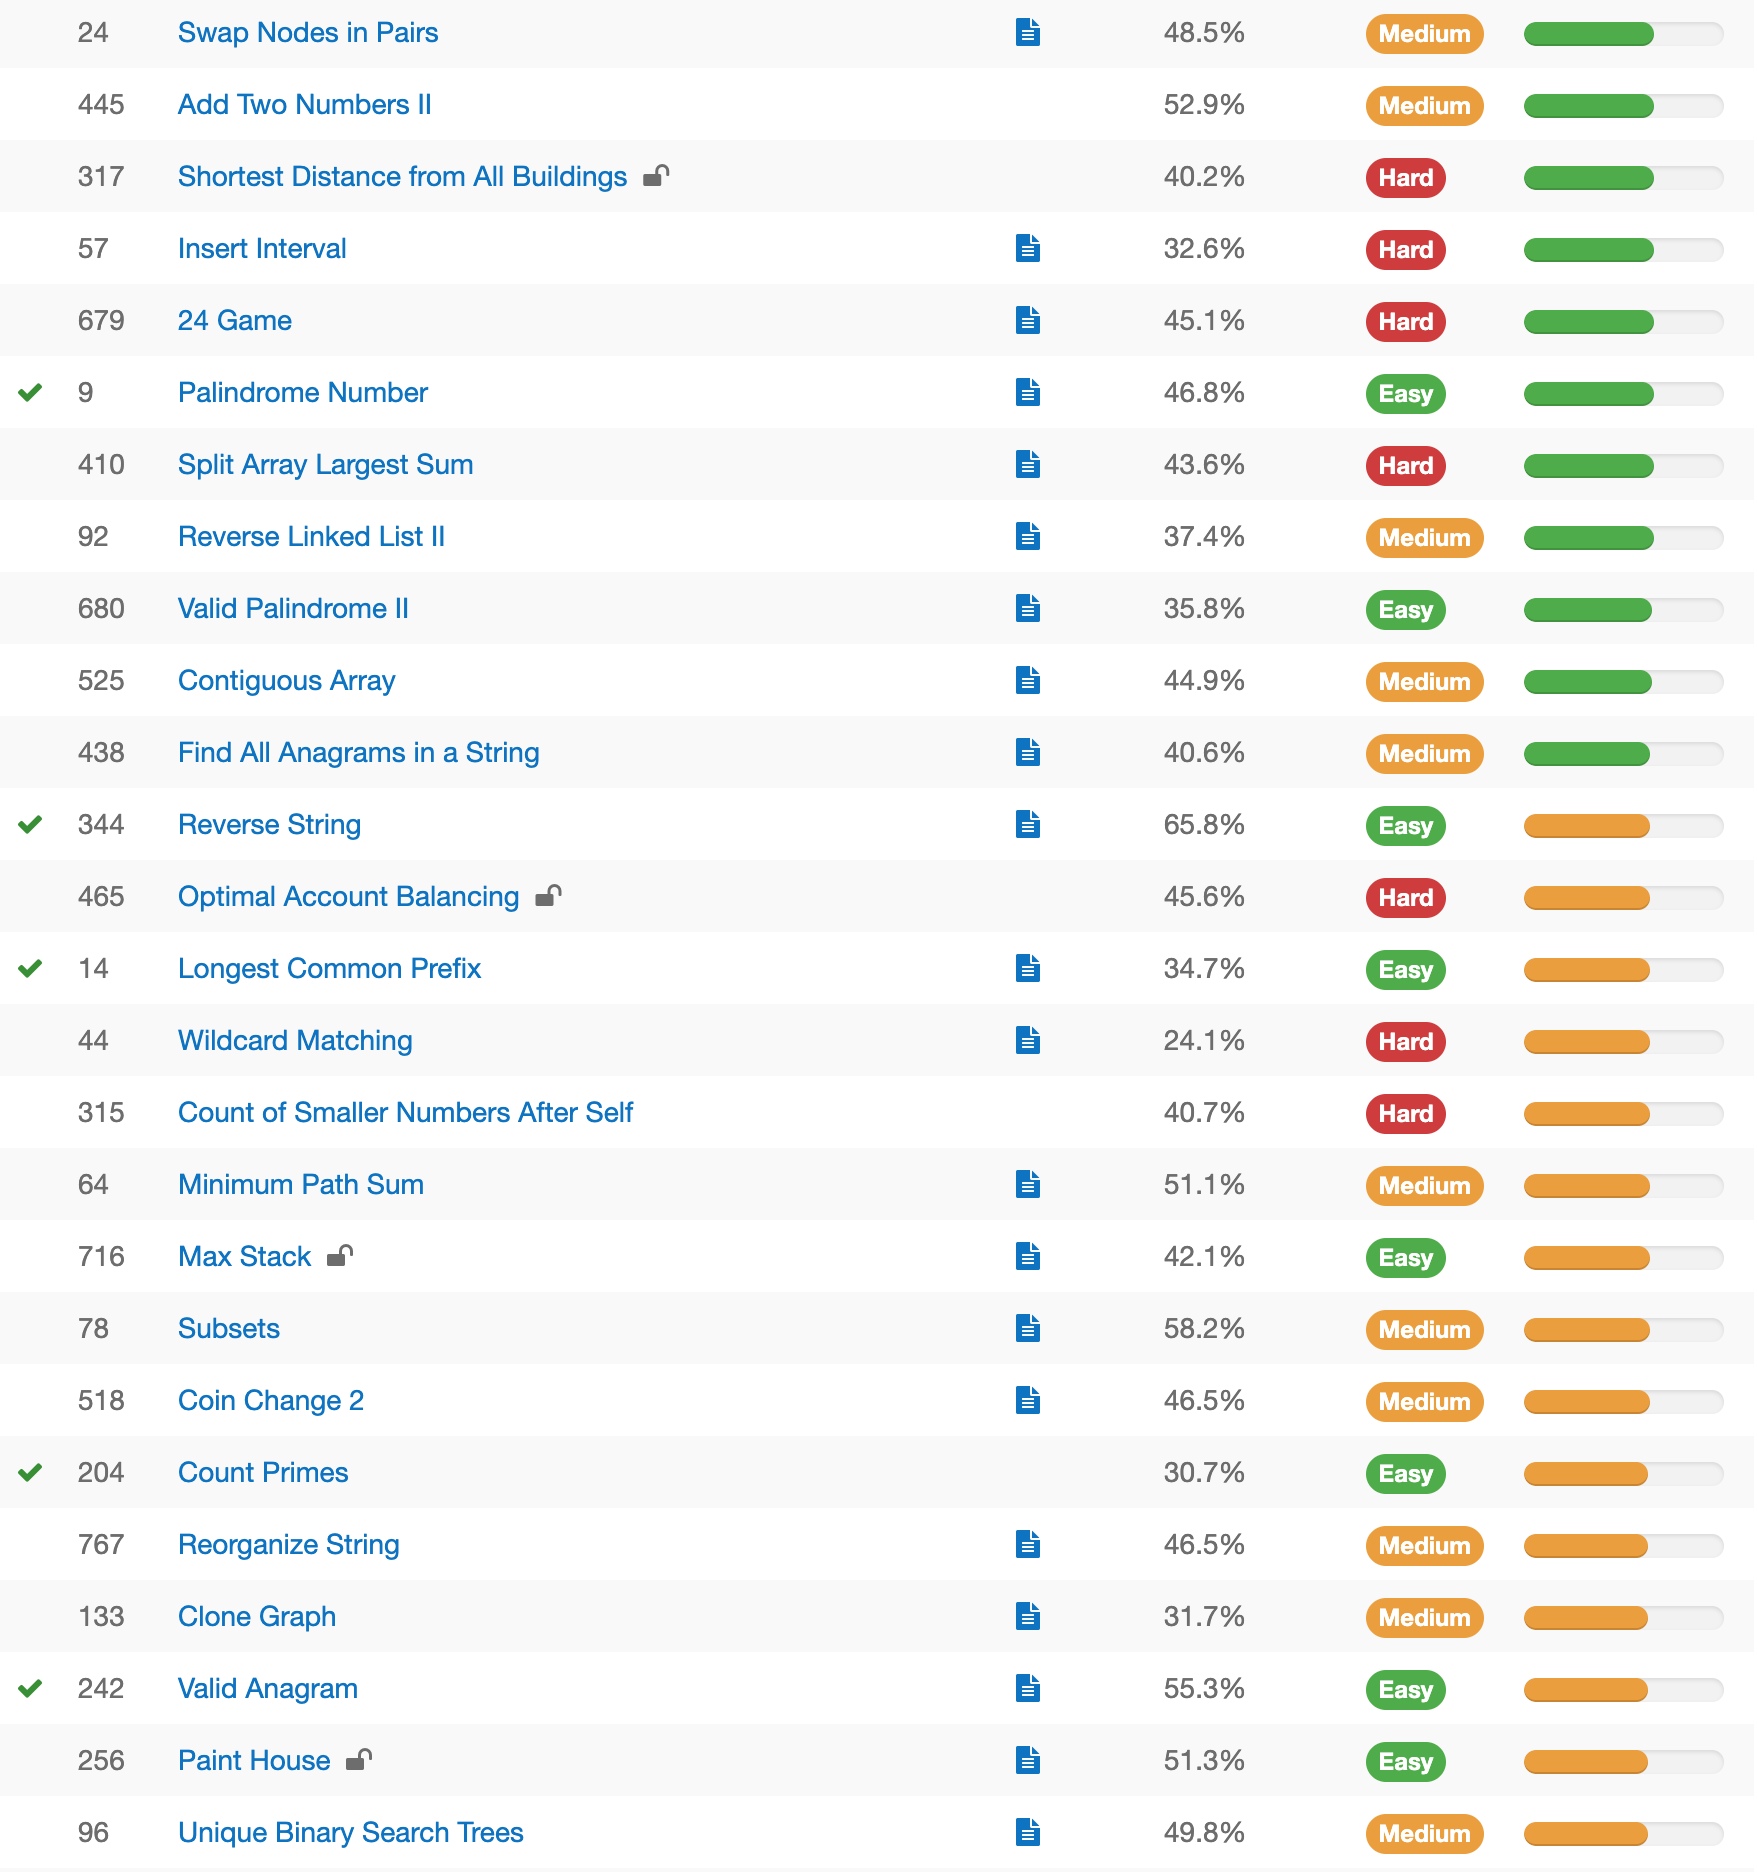 24 Swap Nodes in Pairs 48.5% Medium
445 Add Two Numbers II 52.9% Medium
317 Shortest Distance from All Buildings 40.2% Hard
57 Insert Interval 32.6% Hard
679 24 Game 45.1% Hard
9 Palindrome Number 46.8% Easy
410 Split Array Largest Sum 43.6% Hard
92 Reverse Linked List II 37.4% Medium
680 Valid Palindrome II 35.8% Easy
525 Contiguous Array 44.9% Medium
438 Find All Anagrams in a String 40.6% Medium
344 Reverse String 65.8% Easy
465 Optimal Account Balancing 45.6% Hard
14 Longest Common Prefix 34.7% Easy
44 Wildcard Matching 24.1% Hard
315 Count of Smaller Numbers After Self 40.7% Hard
64 Minimum Path Sum 51.1% Medium
716 Max Stack 42.1% Easy
78 Subsets 58.2% Medium
518 Coin Change 2 46.5% Medium
204 Count Primes 30.7% Easy
767 Reorganize String 46.5% Medium
133 Clone Graph 31.7% Medium
242 Valid Anagram 55.3% Easy
256 Paint House 51.3% Easy
96 Unique Binary Search Trees 49.8% Medium